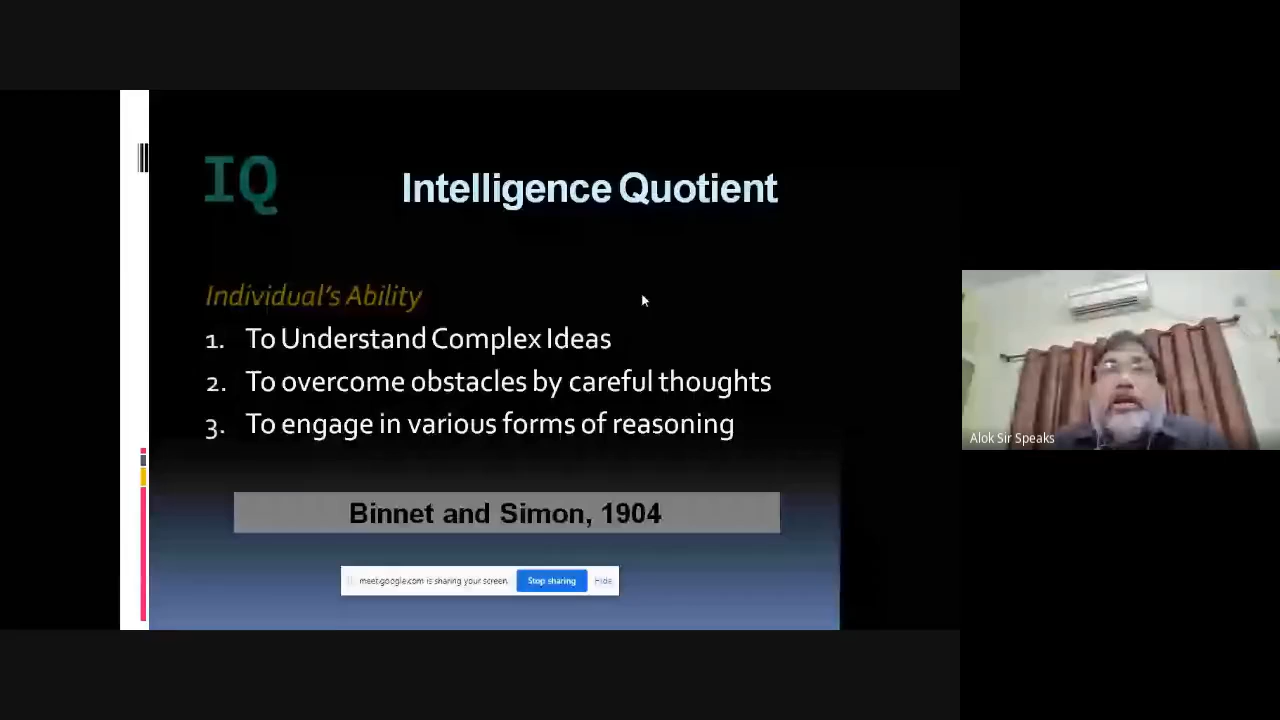 IQ
Intelligence Quotient
Individual's Ability
1. To Understand Complex Ideas
2. To overcome obstacles by careful thoughts
3. To engage in various forms of reasoning
Binnet and Simon, 1904
meet.google.com is sharing your screen.
Stop sharing
Hide
Alok Sir Speaks